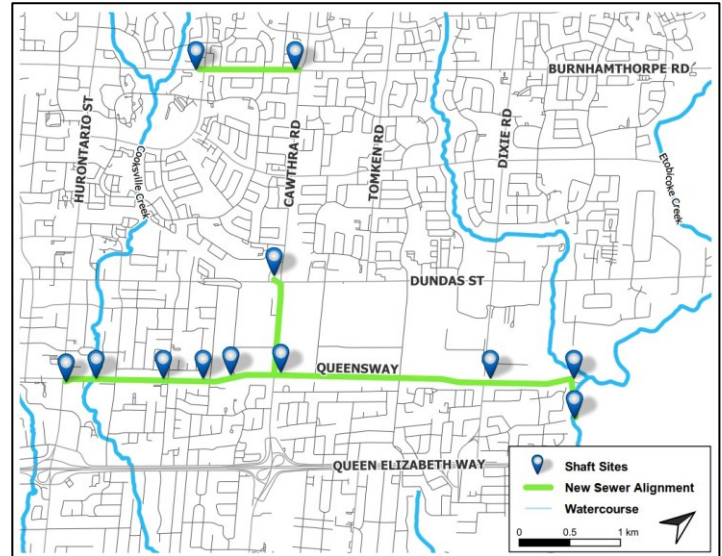 BURNHAMTHORPE RD
HURONTARIO ST
Cooksville Creek
CAWTHRA RD
TOMKEN RD
DIXIE RD
Etobicoke Creek
DUNDAS ST
QUEENSWAY
QUEEN ELIZABETH WAY
Shaft Sites
New Sewer Alignment
Watercourse
0 0.5 1 km